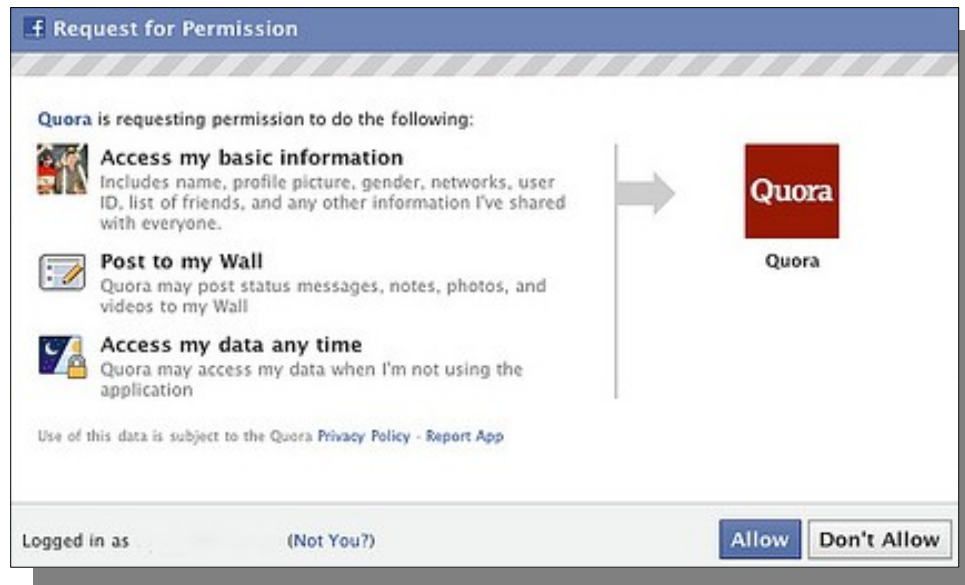 Request for Permission
Quora is requesting permission to do the following:
Access my basic information
Includes name, profile picture, gender, networks, user
ID, list of friends, and any other information I've shared
with everyone.
Post to my Wall
Quora may post status messages, notes, photos, and
videos to my Wall
Access my data any time
Quora may access my data when I'm not using the
application
Quora
Quora
Use of this data is subject to the Quora Privacy Policy - Report App
Logged in as (Not You?)
Allow
Don't Allow